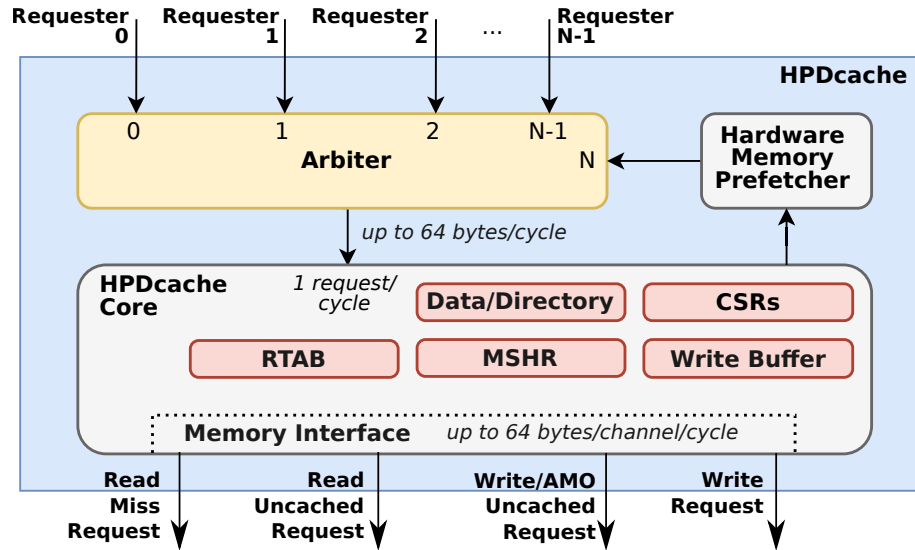 Requester 0
Requester 1
Requester 2
...
Requester N-1
HPDcache
0
1
2
N-1
N
Arbiter
Hardware
Memory
Prefetcher
up to 64 bytes/cycle
HPDcache
Core
1 request/
cycle
Data/Directory
CSRs
RTAB
MSHR
Write Buffer
Memory Interface
up to 64 bytes/channel/cycle
Read
Miss
Request
Read
Uncached
Request
Write/AMO
Uncached
Request
Write
Request